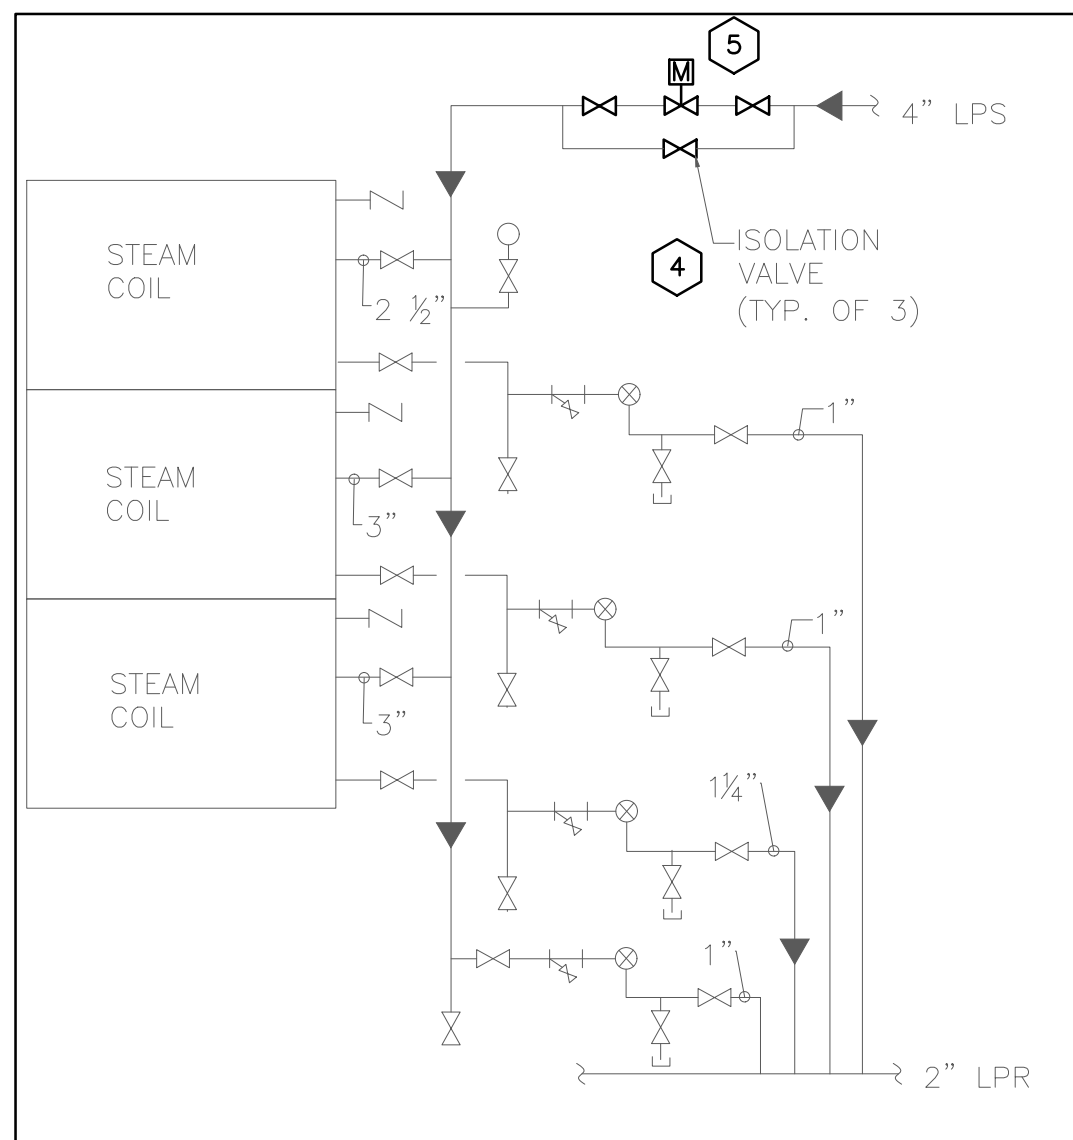 5
M
4” LPS
ISOLATION
VALVE
(TYP. OF 3)
4
STEAM
COIL
2 ½”
1”
STEAM
COIL
3”
1”
STEAM
COIL
3”
1¼”
1”
2” LPR